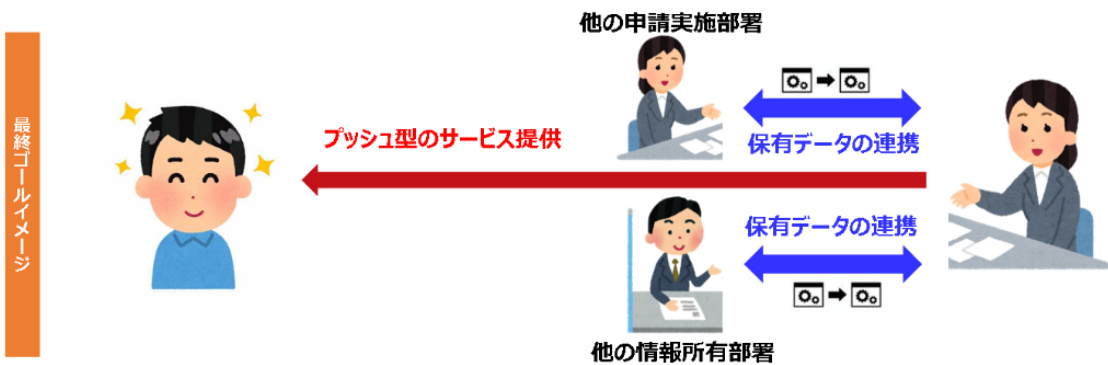 最終ゴールイメージ
他の申請実施部署
プッシュ型のサービス提供
保有データの連携
保有データの連携
他の情報所有部署